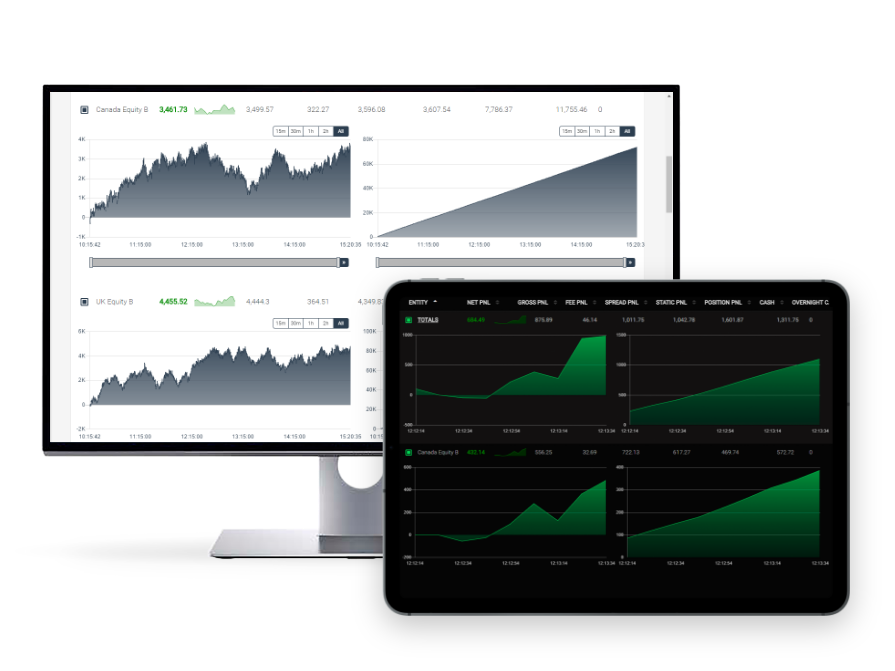 Canada Equity B 3,461.73 3,499.57 322.27 3,596.08 3,607.54 7,786.37 11,755.46 0
15m 30m 1h 2h All 15m 30m 1h 2h All
4K 80K
3K 60K
2K 40K
1K 20K
0 0
-1K
10:15:42 11:15:00 12:15:00 13:15:00 14:15:00 15:20:35 10:15:42 11:15:00 12:15:00 13:15:00 14:15:00 15:20:3
UK Equity B 4,455.52 4,444.3 364.51 4,349.8
15m 30m 1h 2h All
6K 100K
4K 80K
2K 60K
0 40K
-2K 20K
0
10:15:42 11:15:00 12:15:00 13:15:00 14:15:00 15:20:35 10:15
ENTITY NET PNL GROSS PNL FEE PNL SPREAD PNL STATIC PNL POSITION PNL CASH OVERNIGHT C
TOTALS 875.89 46.14 1,011.75 1,042.78 1,601.87 1,311.75 0
1000 1500
500 1000
0 500
-500 0
12:12:14 12:12:34 12:12:54 12:13:14 12:13:34 12:12:14 12:12:34 12:12:54 12:13:14 12:13:34
Canada Equity B 433.14 556.25 32.69 722.13 617.27 469.74 572.72 0
600 400
400 300
200 200
0 100
-200 0
12:12:14 12:12:34 12:12:54 12:13:14 12:13:34 12:12:14 12:12:34 12:12:54 12:13:14 12:13:34